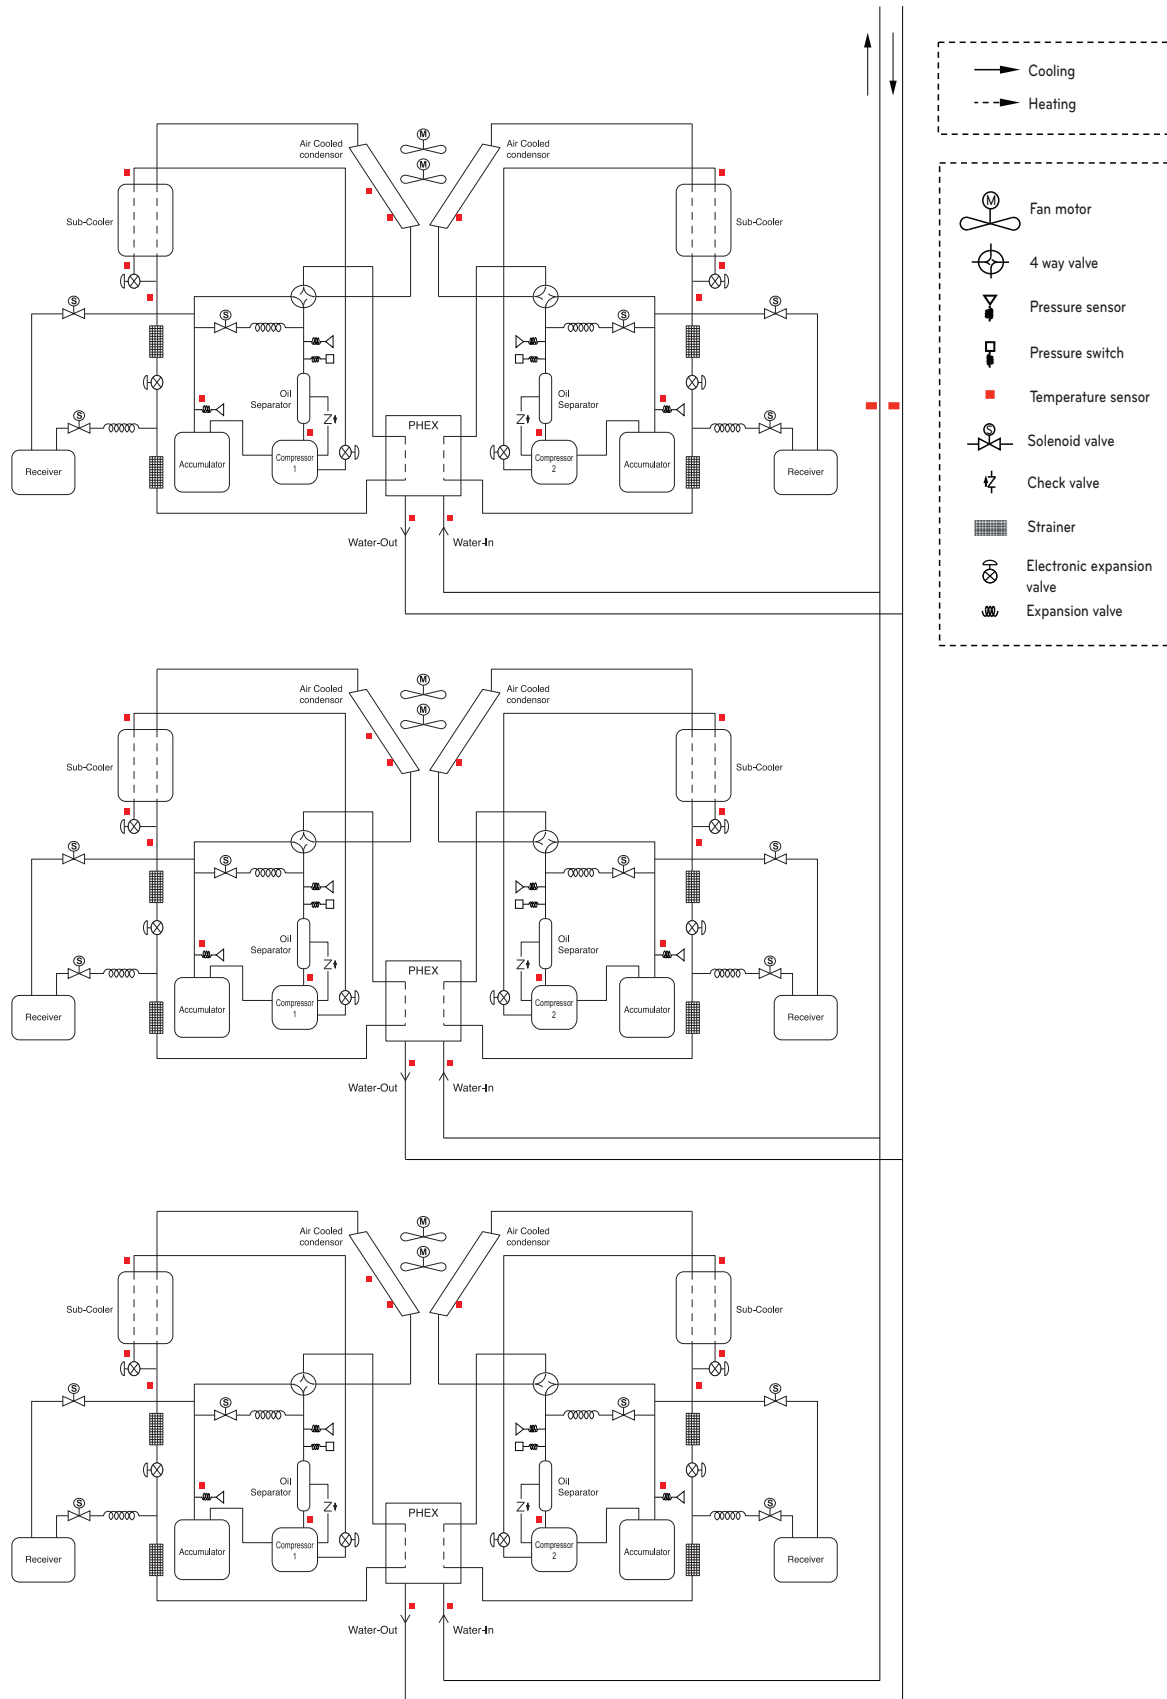 Cooling
Heating
Fan motor
4 way valve
Pressure sensor
Pressure switch
Temperature sensor
S
Solenoid valve
Check valve
Strainer
Electronic expansion
valve
Expansion valve
M
M
M
Air Cooled
condensor
Air Cooled
condensor
Sub-Cooler
Sub-Cooler
S
S
S
S
Oil
Separator
Oil
Separator
S
S
PHEX
Receiver
Accumulator
Compressor
1
Compressor
2
Accumulator
Receiver
Water-Out
Water-In
M
M
Air Cooled
condensor
Air Cooled
condensor
Sub-Cooler
Sub-Cooler
S
S
S
S
Oil
Separator
Oil
Separator
S
S
PHEX
Receiver
Accumulator
Compressor
1
Compressor
2
Accumulator
Receiver
Water-Out
Water-In
M
M
Air Cooled
condensor
Air Cooled
condensor
Sub-Cooler
Sub-Cooler
S
S
S
S
Oil
Separator
Oil
Separator
S
S
PHEX
Receiver
Accumulator
Compressor
1
Compressor
2
Accumulator
Receiver
Water-Out
Water-In